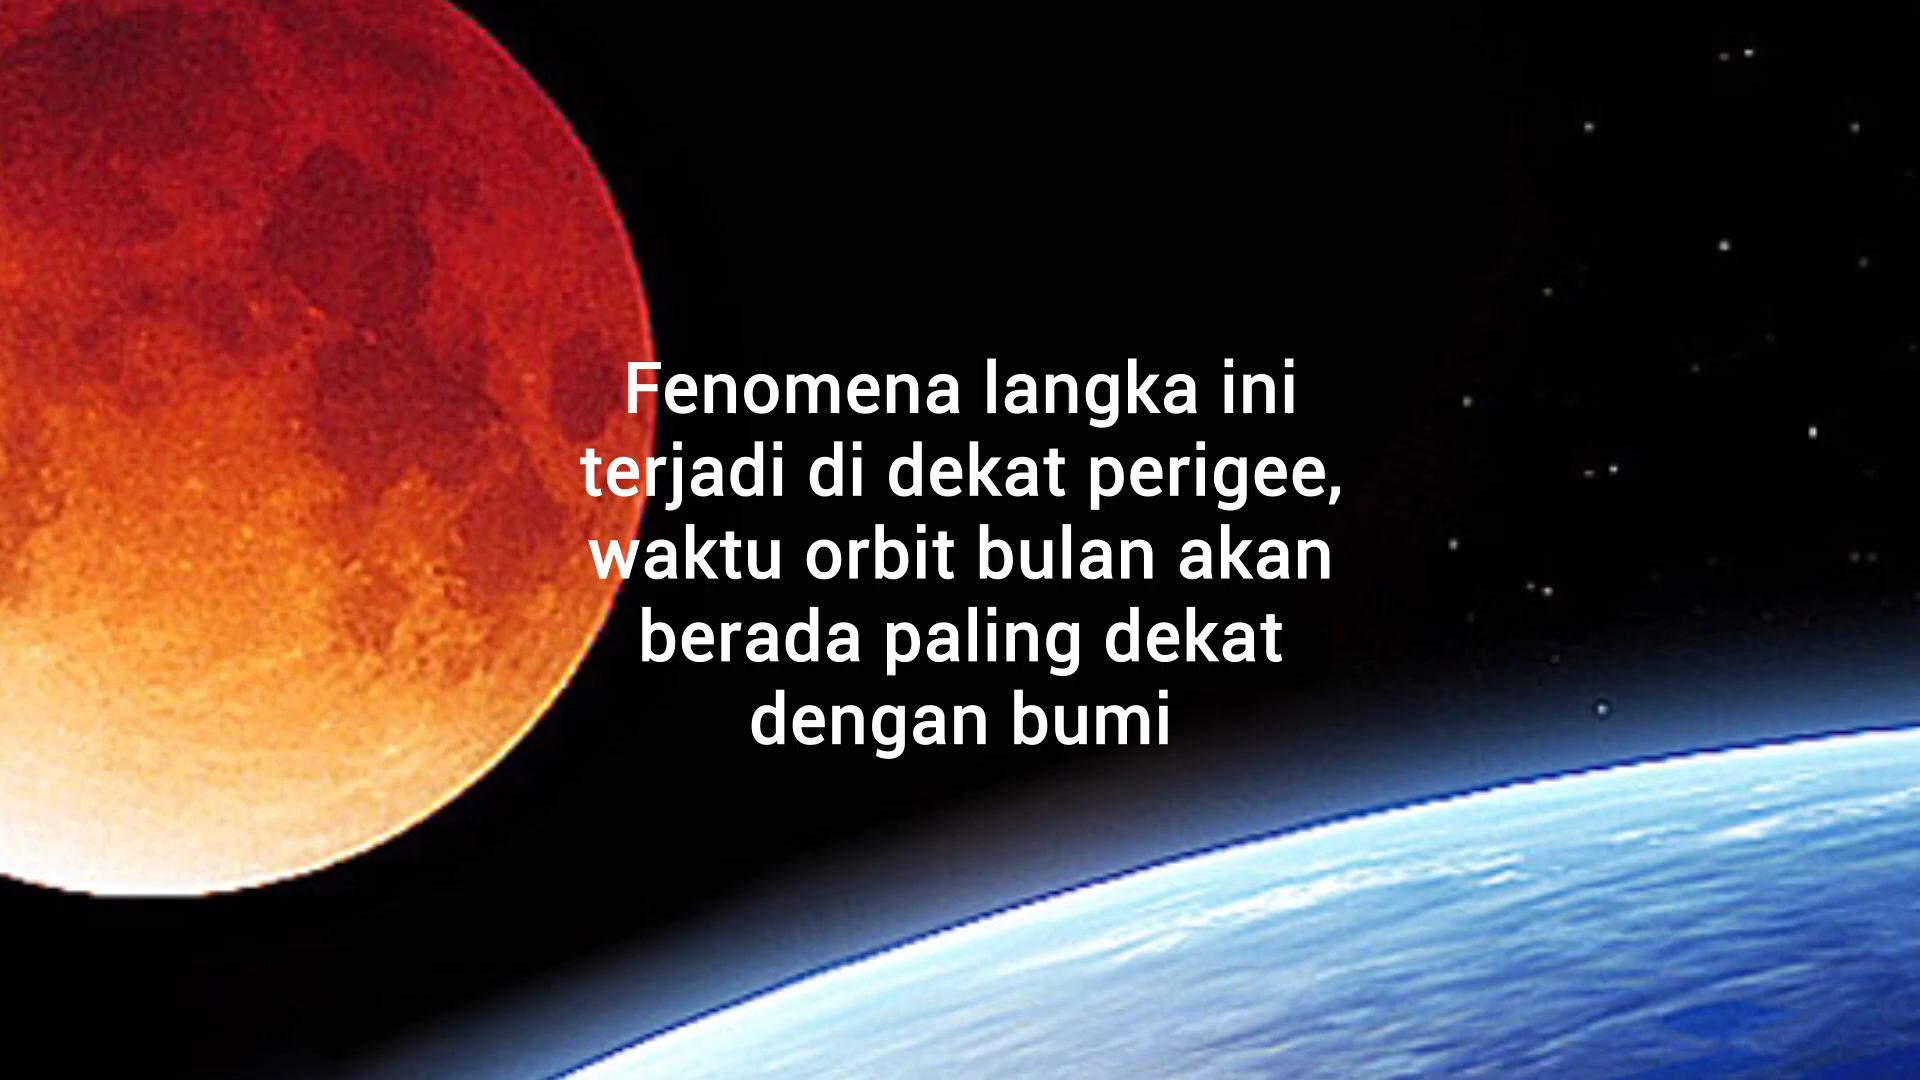 Fenomena langka ini
terjadi di dekat perigee,
waktu orbit bulan akan
berada paling dekat
dengan bumi